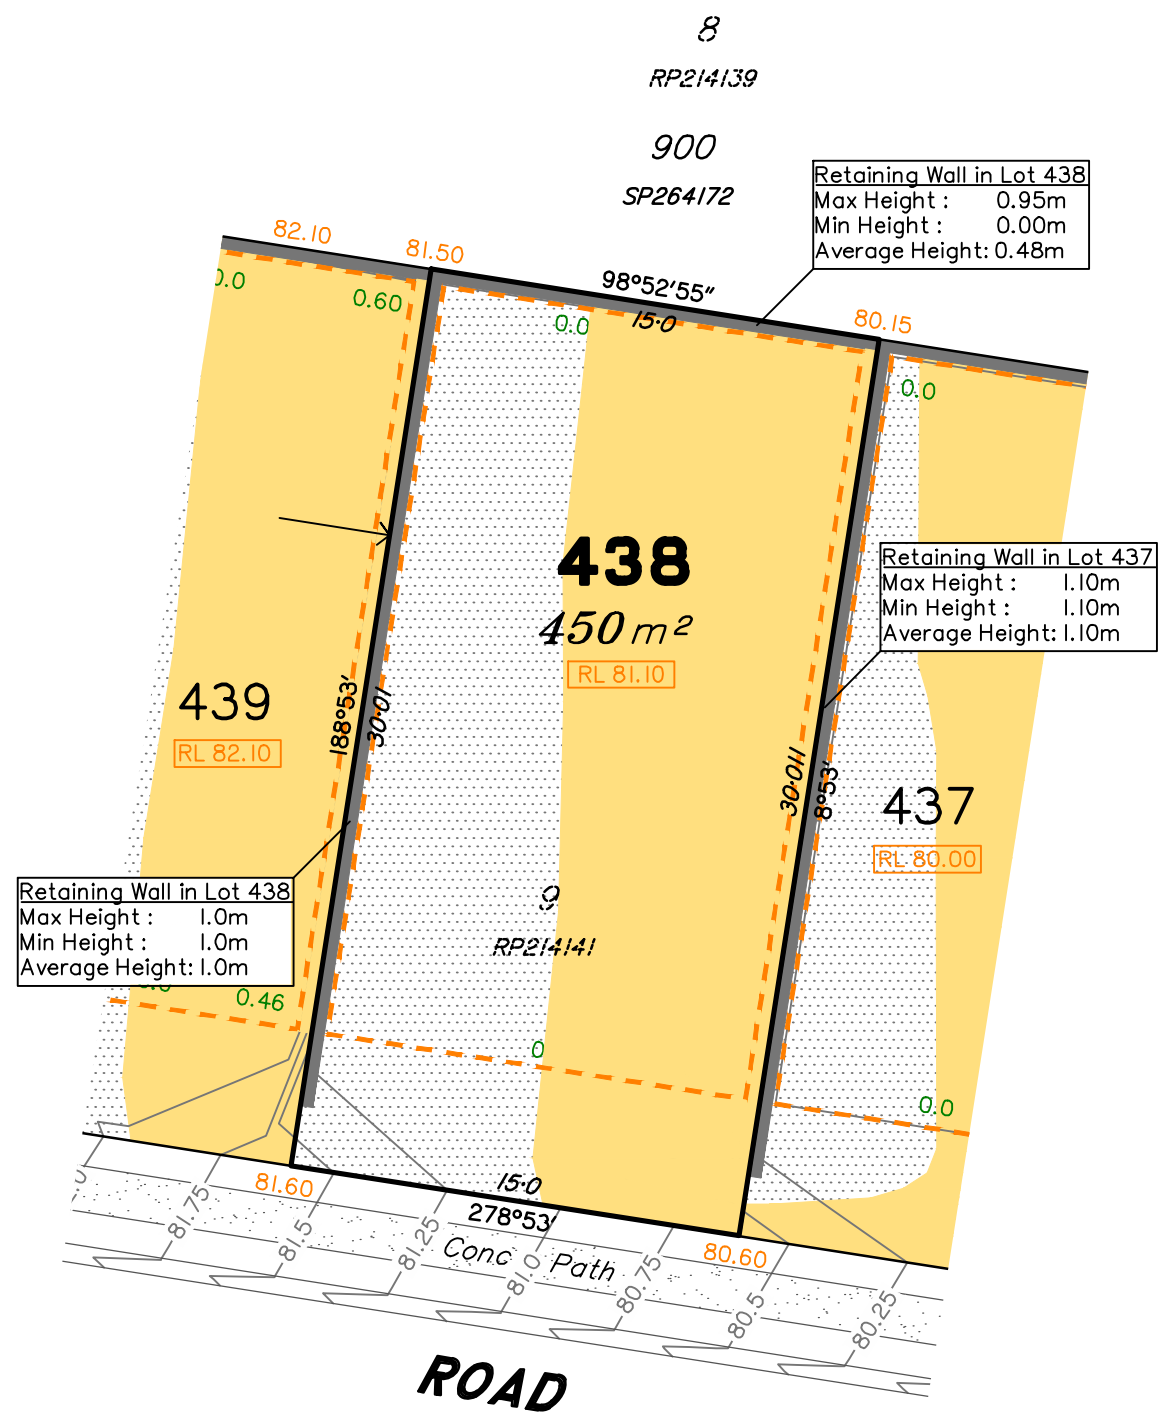 8
RP214139
900
SP264172
Retaining Wall in Lot 438
Max Height : 0.95m
Min Height : 0.00m
Average Height: 0.48m
82.10
81.50
98°52'55"
15·0
80.15
0.60
0.0
0.0
438
450 m²
RL 81.10
Retaining Wall in Lot 437
Max Height : 1.10m
Min Height : 1.10m
Average Height: 1.10m
439
RL 82.10
188°53'
30·01
30·011
8°53'
437
RL 80.00
Retaining Wall in Lot 438
Max Height : 1.0m
Min Height : 1.0m
Average Height: 1.0m
9
RP214141
0.46
0
0.0
81.60
15·0
278°53'
80.60
81.75
81.5
81.25
81.0
80.75
80.5
80.25
Conc Path
ROAD